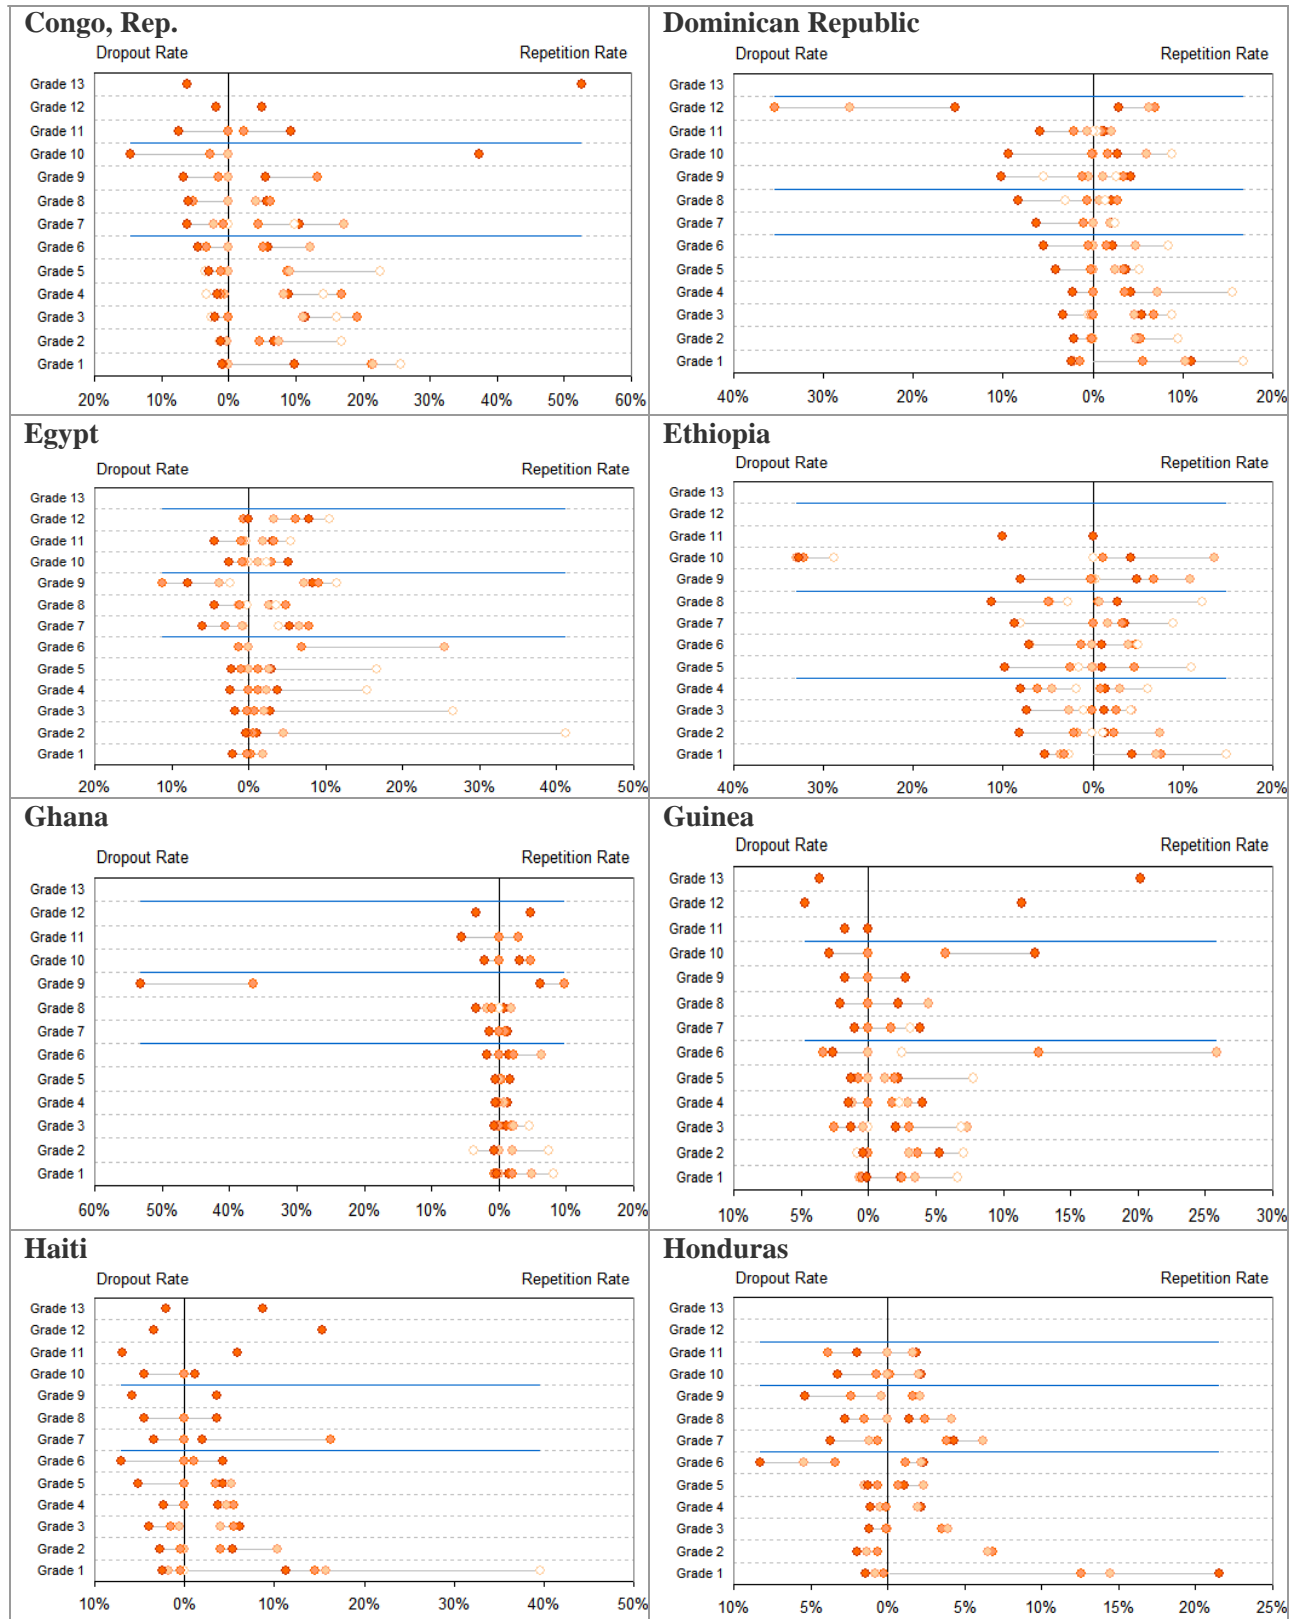 Congo, Rep.
Dropout Rate Repetition Rate
Grade 13
Grade 12
Grade 11
Grade 10
Grade 9
Grade 8
Grade 7
Grade 6
Grade 5
Grade 4
Grade 3
Grade 2
Grade 1
20% 10% 0% 10% 20% 30% 40% 50% 60%
Dominican Republic
Dropout Rate Repetition Rate
Grade 13
Grade 12
Grade 11
Grade 10
Grade 9
Grade 8
Grade 7
Grade 6
Grade 5
Grade 4
Grade 3
Grade 2
Grade 1
40% 30% 20% 10% 0% 10% 20%
Egypt
Dropout Rate Repetition Rate
Grade 13
Grade 12
Grade 11
Grade 10
Grade 9
Grade 8
Grade 7
Grade 6
Grade 5
Grade 4
Grade 3
Grade 2
Grade 1
20% 10% 0% 10% 20% 30% 40% 50%
Ethiopia
Dropout Rate Repetition Rate
Grade 13
Grade 12
Grade 11
Grade 10
Grade 9
Grade 8
Grade 7
Grade 6
Grade 5
Grade 4
Grade 3
Grade 2
Grade 1
40% 30% 20% 10% 0% 10% 20%
Ghana
Dropout Rate Repetition Rate
Grade 13
Grade 12
Grade 11
Grade 10
Grade 9
Grade 8
Grade 7
Grade 6
Grade 5
Grade 4
Grade 3
Grade 2
Grade 1
60% 50% 40% 30% 20% 10% 0% 10% 20%
Guinea
Dropout Rate Repetition Rate
Grade 13
Grade 12
Grade 11
Grade 10
Grade 9
Grade 8
Grade 7
Grade 6
Grade 5
Grade 4
Grade 3
Grade 2
Grade 1
10% 5% 0% 5% 10% 15% 20% 25% 30%
Haiti
Dropout Rate Repetition Rate
Grade 13
Grade 12
Grade 11
Grade 10
Grade 9
Grade 8
Grade 7
Grade 6
Grade 5
Grade 4
Grade 3
Grade 2
Grade 1
10% 0% 10% 20% 30% 40% 50%
Honduras
Dropout Rate Repetition Rate
Grade 13
Grade 12
Grade 11
Grade 10
Grade 9
Grade 8
Grade 7
Grade 6
Grade 5
Grade 4
Grade 3
Grade 2
Grade 1
10% 5% 0% 5% 10% 15% 20% 25%